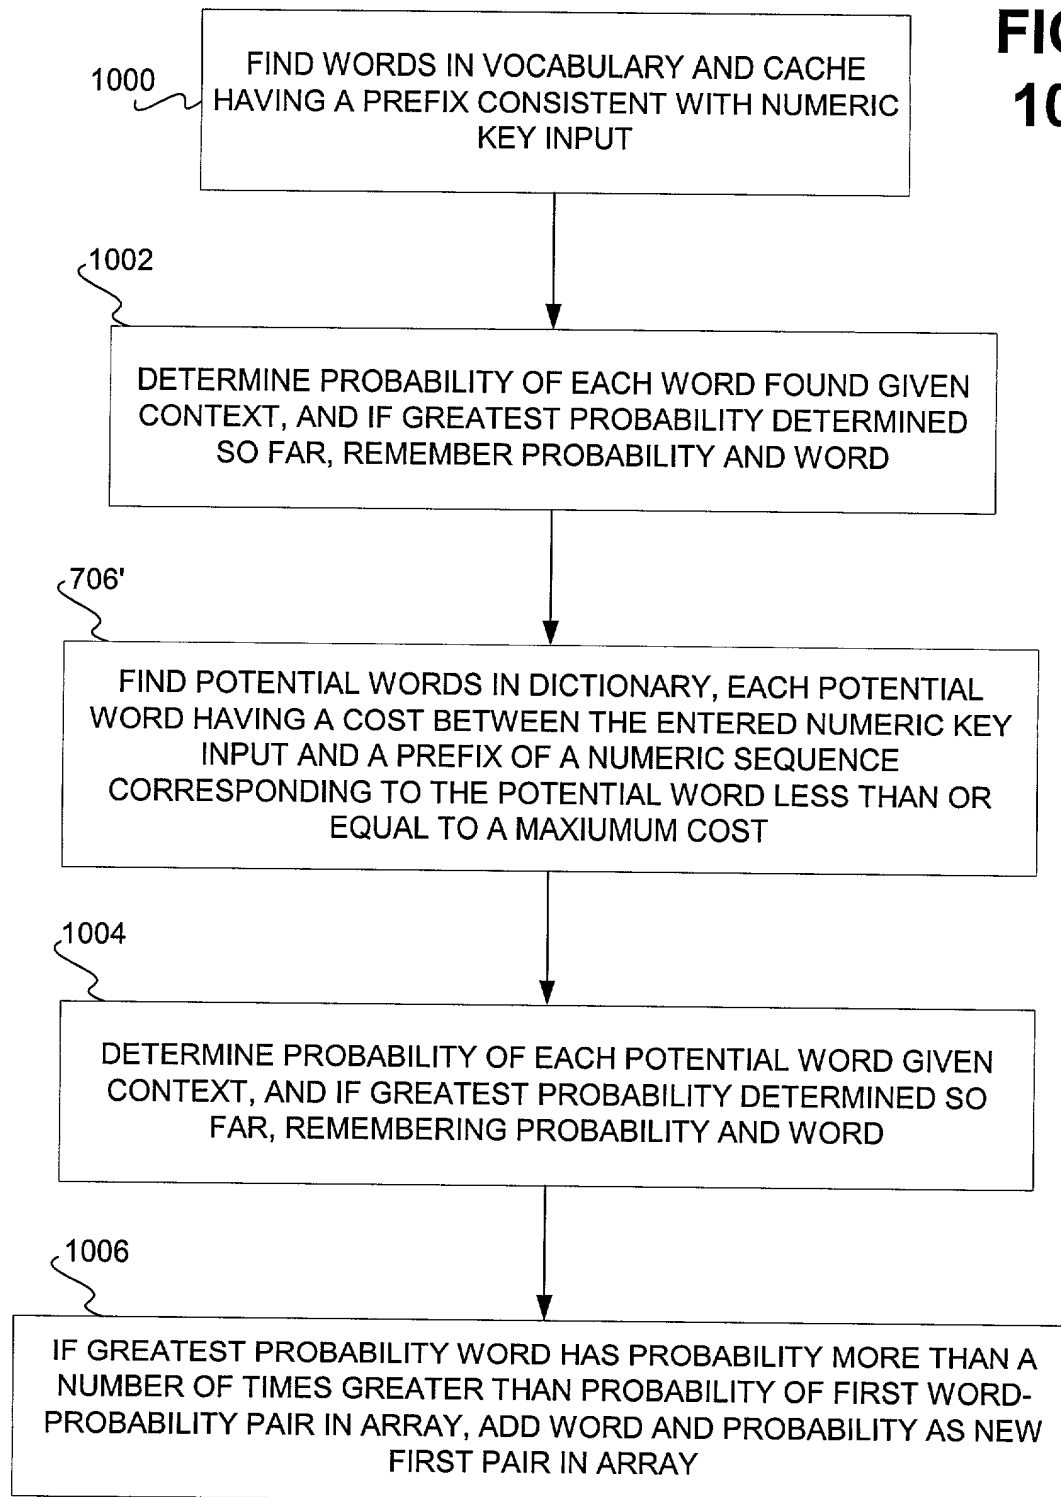 FIG
10
1000
FIND WORDS IN VOCABULARY AND CACHE
HAVING A PREFIX CONSISTENT WITH NUMERIC
KEY INPUT
1002
DETERMINE PROBABILITY OF EACH WORD FOUND GIVEN
CONTEXT, AND IF GREATEST PROBABILITY DETERMINED
SO FAR, REMEMBER PROBABILITY AND WORD
706'
FIND POTENTIAL WORDS IN DICTIONARY, EACH POTENTIAL
WORD HAVING A COST BETWEEN THE ENTERED NUMERIC KEY
INPUT AND A PREFIX OF A NUMERIC SEQUENCE
CORRESPONDING TO THE POTENTIAL WORD LESS THAN OR
EQUAL TO A MAXIUMUM COST
1004
DETERMINE PROBABILITY OF EACH POTENTIAL WORD GIVEN
CONTEXT, AND IF GREATEST PROBABILITY DETERMINED SO
FAR, REMEMBERING PROBABILITY AND WORD
1006
IF GREATEST PROBABILITY WORD HAS PROBABILITY MORE THAN A
NUMBER OF TIMES GREATER THAN PROBABILITY OF FIRST WORD-
PROBABILITY PAIR IN ARRAY, ADD WORD AND PROBABILITY AS NEW
FIRST PAIR IN ARRAY